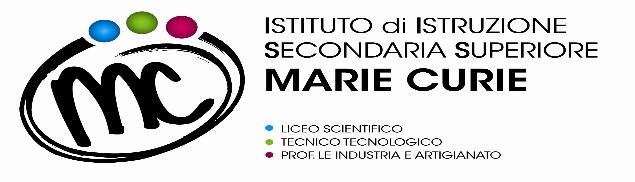 mc
ISTITUTO di ISTRUZIONE
SECONDARIA SUPERIORE
MARIE CURIE
LICEO SCIENTIFICO
TECNICO TECNOLOGICO
PROF.LE INDUSTRIA E ARTIGIANATO